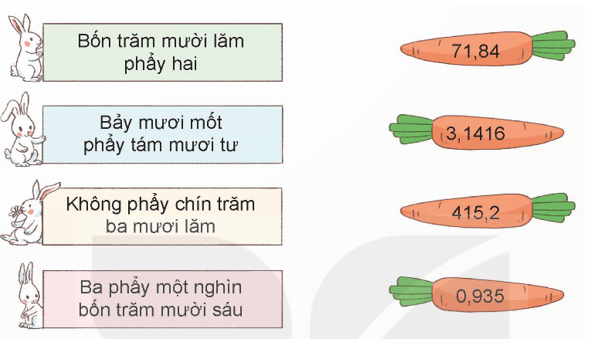 Bốn trăm mười lăm
phẩy hai
71,84
Bảy mươi mốt
phẩy tám mươi tư
3,1416
Không phẩy chín trăm
ba mươi lăm
415,2
Ba phẩy một nghìn
bốn trăm mười sáu
0,935